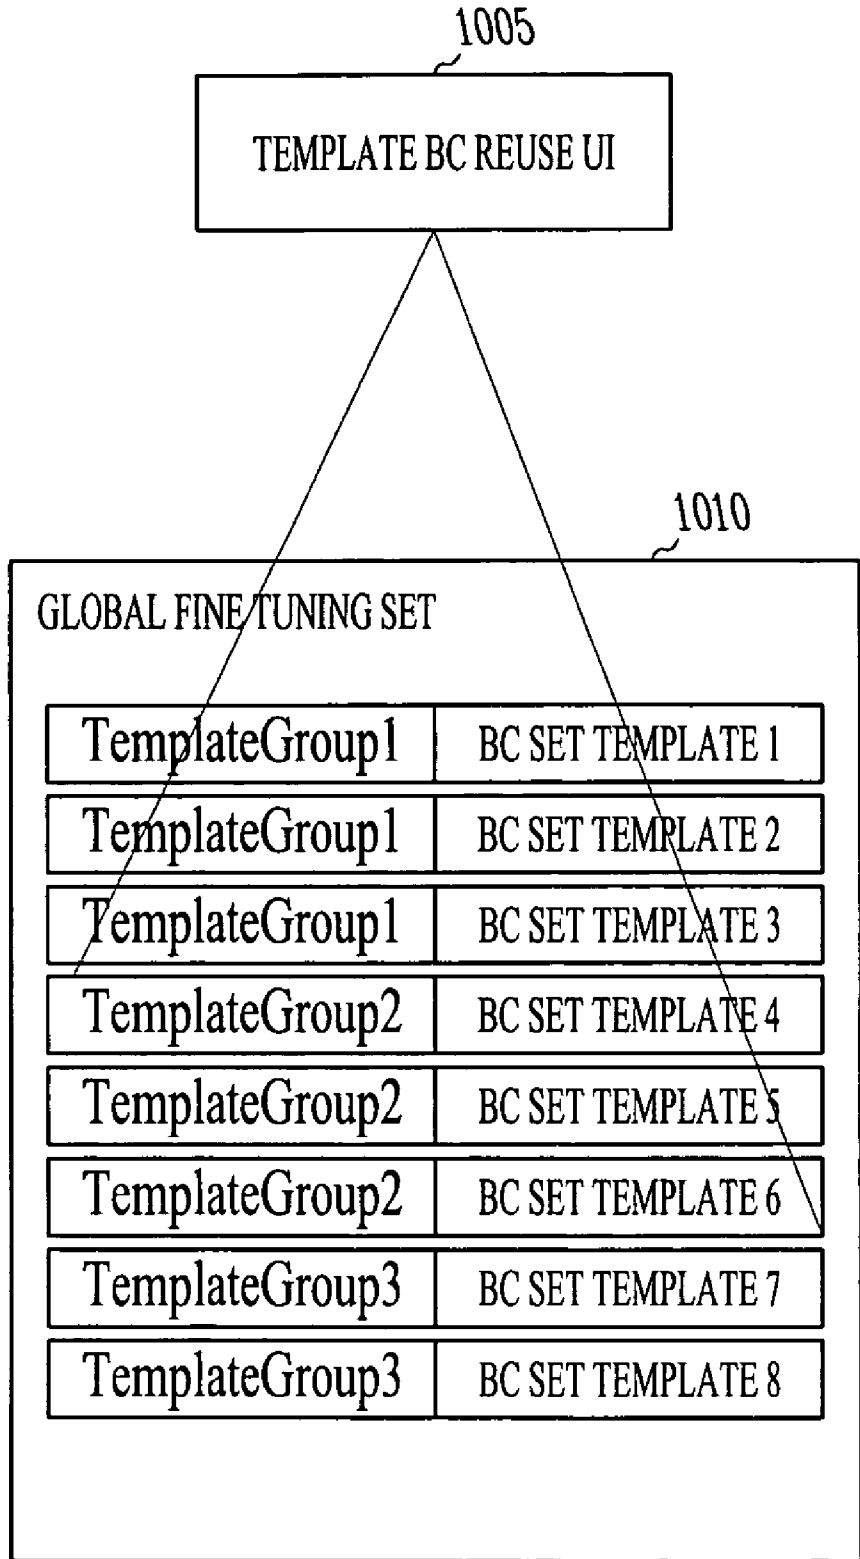 1005
TEMPLATE BC REUSE UI
1010
GLOBAL FINE TUNING SET
TemplateGroup1 BC SET TEMPLATE 1
TemplateGroup1 BC SET TEMPLATE 2
TemplateGroup1 BC SET TEMPLATE 3
TemplateGroup2 BC SET TEMPLATE 4
TemplateGroup2 BC SET TEMPLATE 5
TemplateGroup2 BC SET TEMPLATE 6
TemplateGroup3 BC SET TEMPLATE 7
TemplateGroup3 BC SET TEMPLATE 8